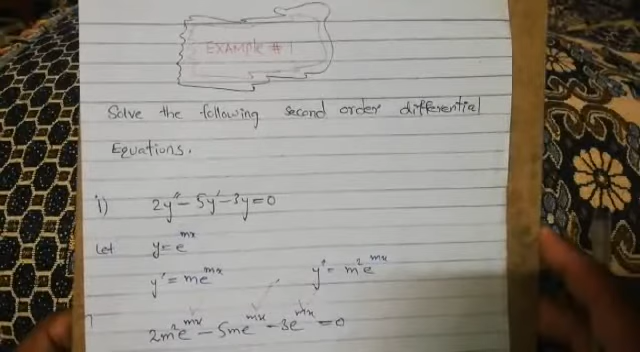 EXAMPLE # 1
Solve the following second order differential
Equations.
i) 2y″ - 5y′ - 3y = 0
Let y = e^{mx}
y′ = me^{mx} y″ = m²e^{mx}
2m²e^{mx} - 5me^{mx} - 3e^{mx} = 0